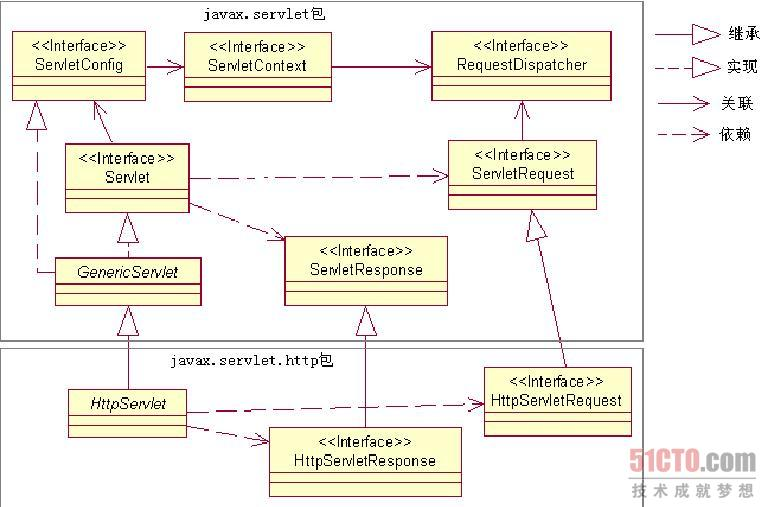 javax.servlet包
<<Interface>>
ServletConfig
<<Interface>>
ServletContext
<<Interface>>
RequestDispatcher
继承
实现
关联
依赖
<<Interface>>
Servlet
<<Interface>>
ServletRequest
GenericServlet
<<Interface>>
ServletResponse
javax.servlet.http包
HttpServlet
<<Interface>>
HttpServletRequest
<<Interface>>
HttpServletResponse
51CTO.com
技术成就梦想